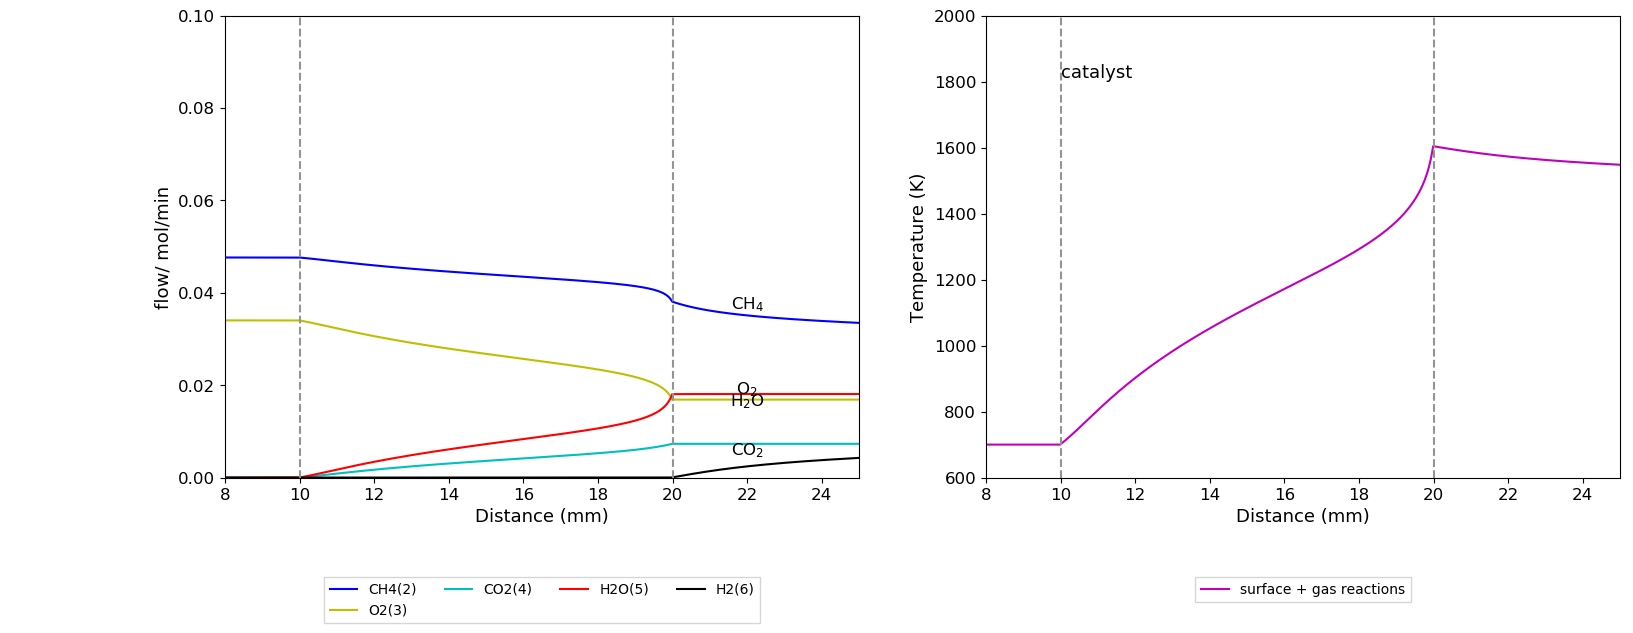 0.10
0.08
0.06
0.04
0.02
0.00
flow/ mol/min
CH₄
O₂
H₂O
CO₂
8 10 12 14 16 18 20 22 24
Distance (mm)
CH4(2) CO2(4) H2O(5) H2(6)
O2(3)
2000
1800
1600
1400
1200
1000
800
600
Temperature (K)
catalyst
8 10 12 14 16 18 20 22 24
Distance (mm)
surface + gas reactions